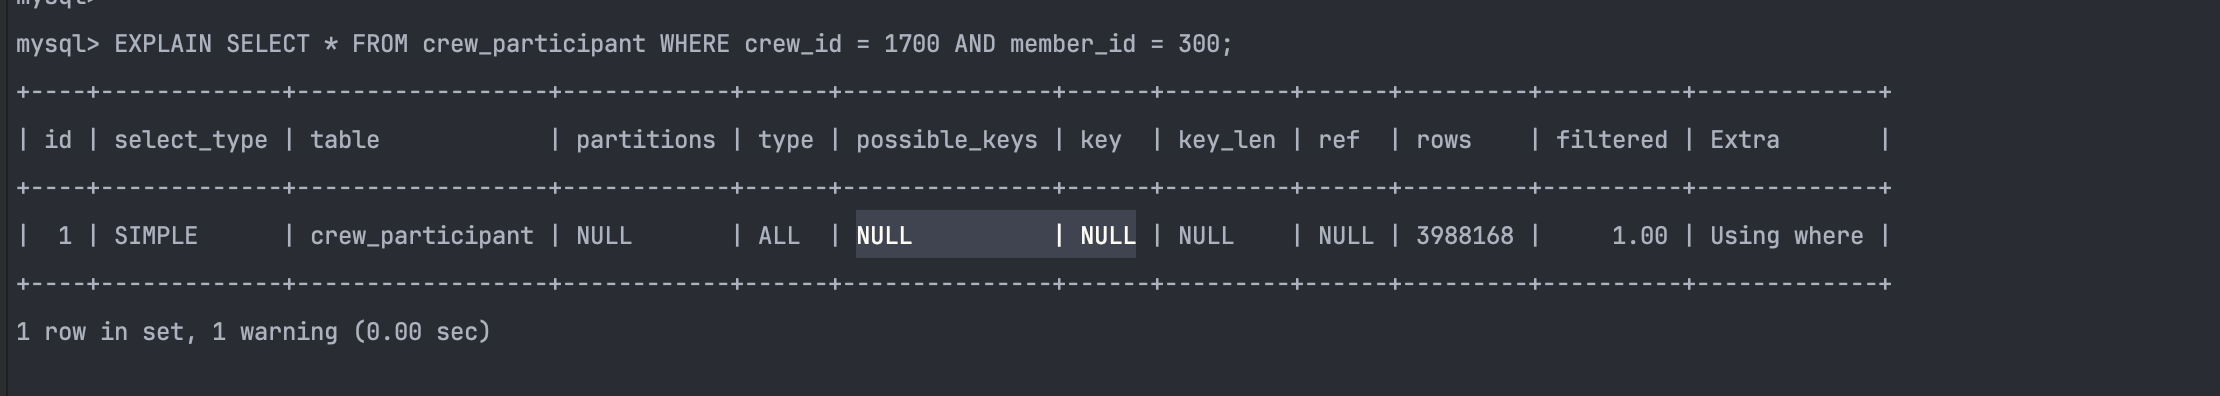 mysql>
mysql> EXPLAIN SELECT * FROM crew_participant WHERE crew_id = 1700 AND member_id = 300;
+----+-------------+------------------+------------+------+---------------+------+---------+------+---------+----------+-------------+
| id | select_type | table            | partitions | type | possible_keys | key  | key_len | ref  | rows    | filtered | Extra       |
+----+-------------+------------------+------------+------+---------------+------+---------+------+---------+----------+-------------+
|  1 | SIMPLE      | crew_participant | NULL       | ALL  | NULL          | NULL | NULL    | NULL | 3988168 |     1.00 | Using where |
+----+-------------+------------------+------------+------+---------------+------+---------+------+---------+----------+-------------+
1 row in set, 1 warning (0.00 sec)